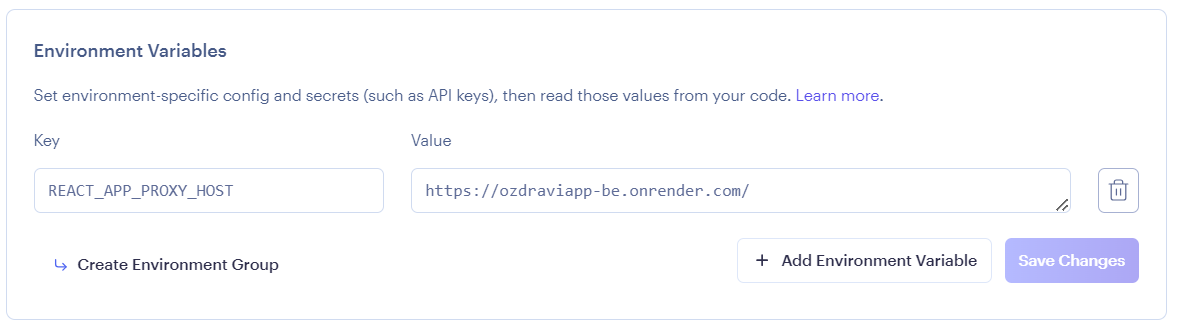 Environment Variables
Set environment-specific config and secrets (such as API keys), then read those values from your code. Learn more.
Key Value
REACT_APP_PROXY_HOST https://ozdraviapp-be.onrender.com/
Create Environment Group + Add Environment Variable Save Changes